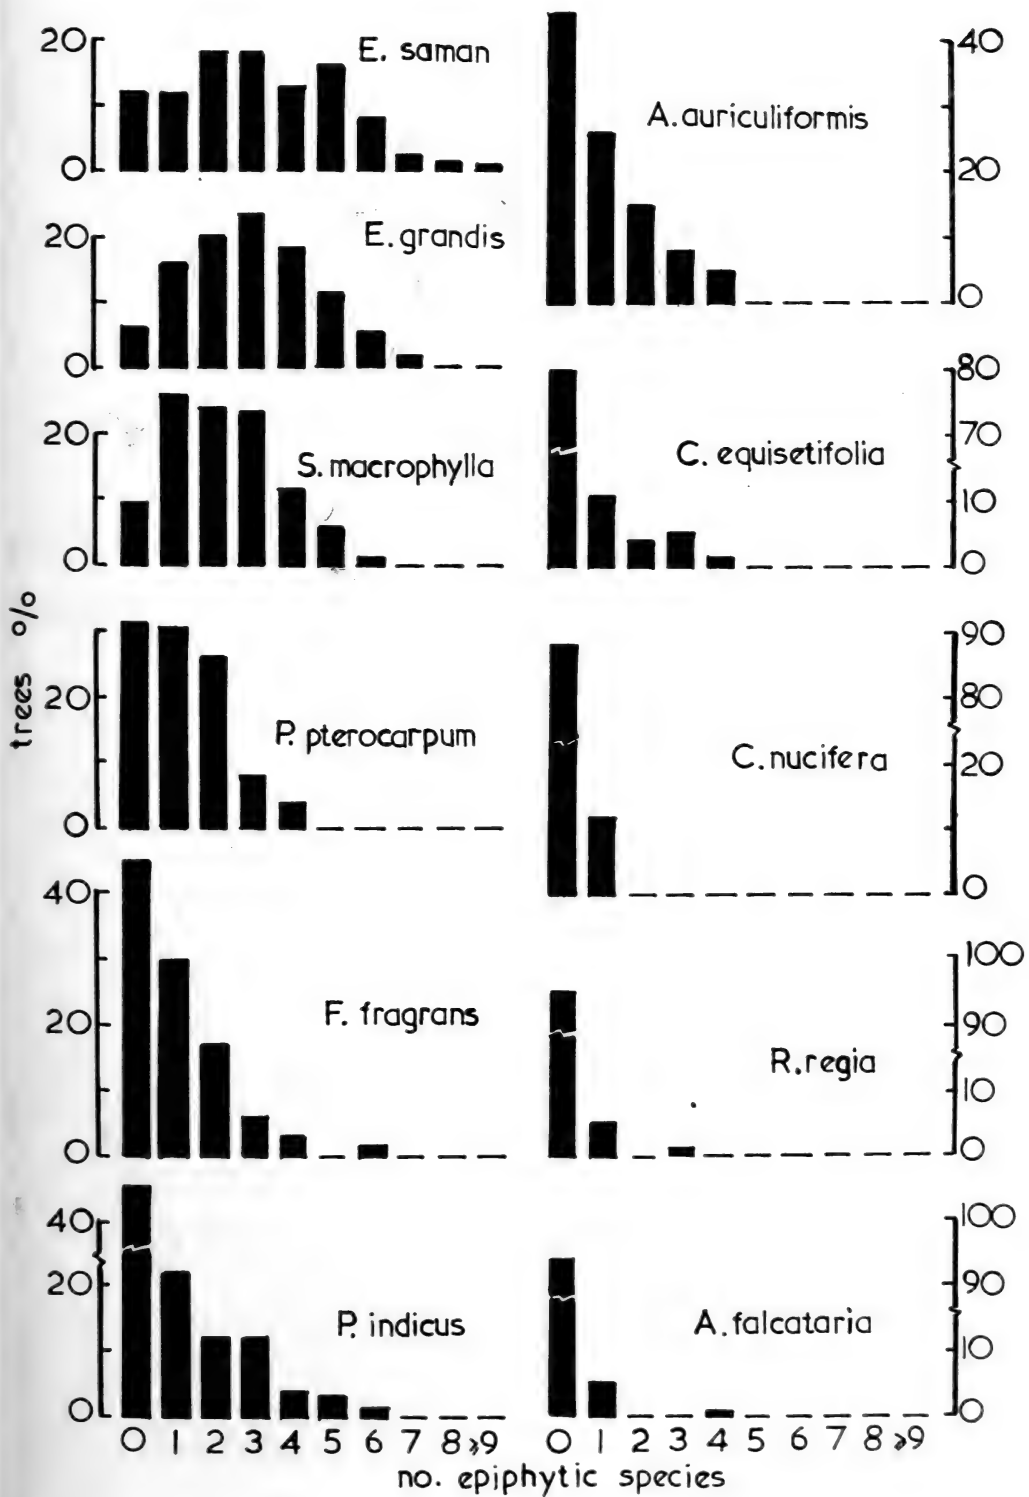 trees %
20
0
E. saman
20
0
E. grandis
20
0
S. macrophylla
20
0
P. pterocarpum
40
20
0
F. fragrans
40
20
0
P. indicus
0 1 2 3 4 5 6 7 8 ≥9
40
20
0
A. auriculiformis
80
70
10
0
C. equisetifolia
90
80
20
0
C. nucifera
100
90
10
0
R. regia
100
90
10
0
A. falcataria
0 1 2 3 4 5 6 7 8 ≥9
no. epiphytic species